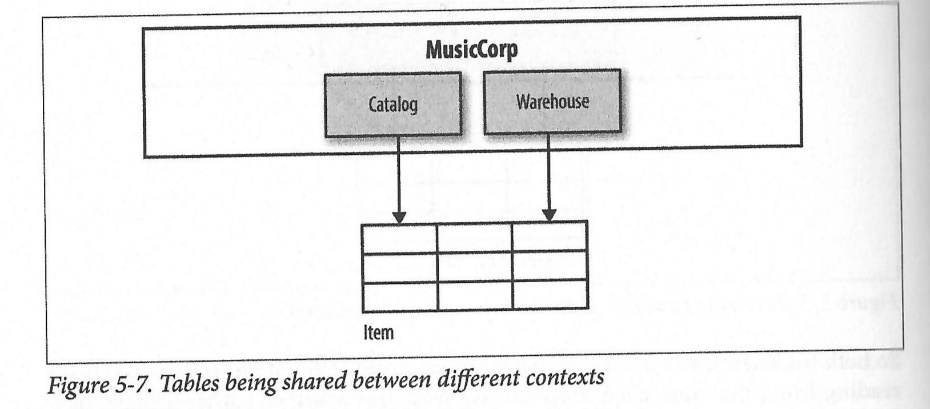 MusicCorp
Catalog
Warehouse
Item
Figure 5-7. Tables being shared between different contexts